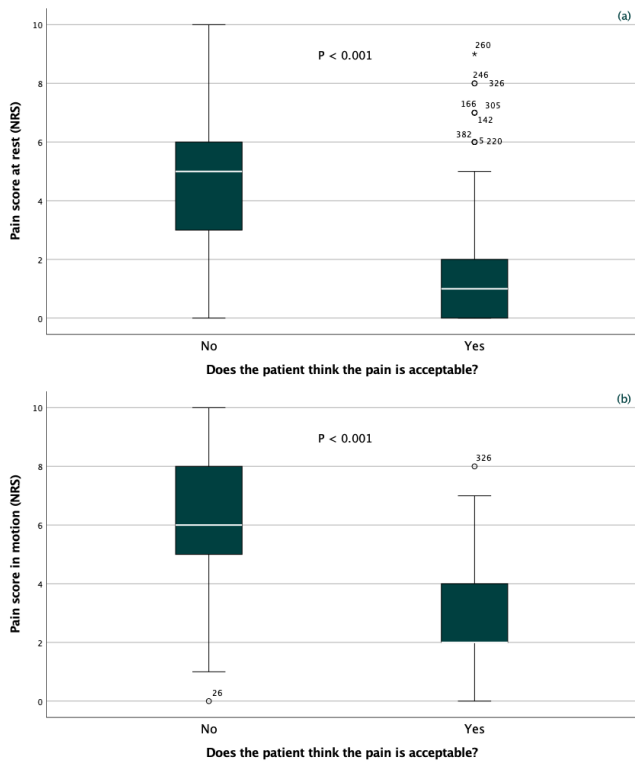 (a)
10
P < 0.001
260
8
246 326
166 305
142
6
382 5 220
4
2
0
Pain score at rest (NRS)
No Yes
Does the patient think the pain is acceptable?
(b)
10
P < 0.001
8
326
6
4
2
0
26
Pain score in motion (NRS)
No Yes
Does the patient think the pain is acceptable?